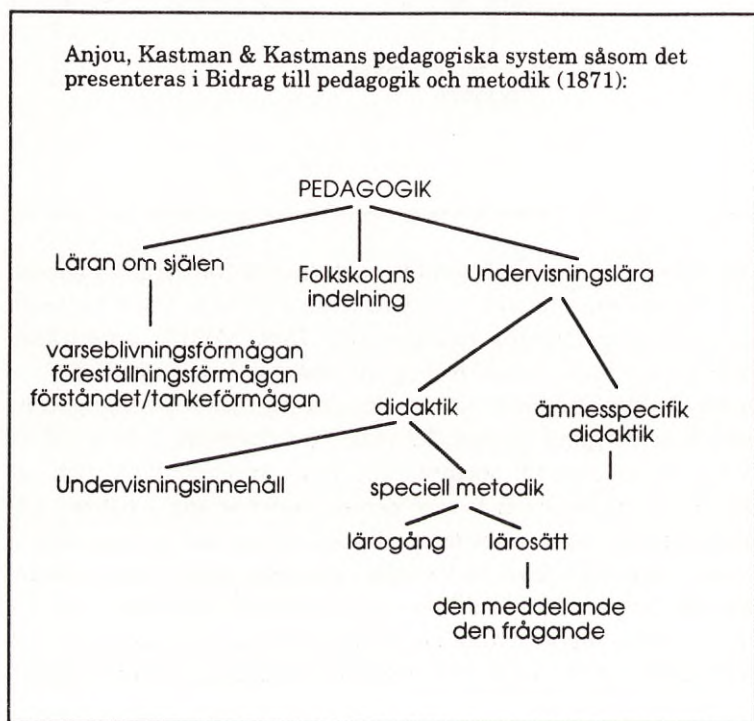 Anjou, Kastman & Kastmans pedagogiska system såsom det
presenteras i Bidrag till pedagogik och metodik (1871):
PEDAGOGIK
Läran om själen
Folkskolans
indelning
Undervisningslära
varseblivningsförmågan
föreställningsförmågan
förståndet/tankeförmågan
didaktik
ämnesspecifik
didaktik
Undervisningsinnehåll
speciell metodik
lärogång
lärosätt
den meddelande
den frågande